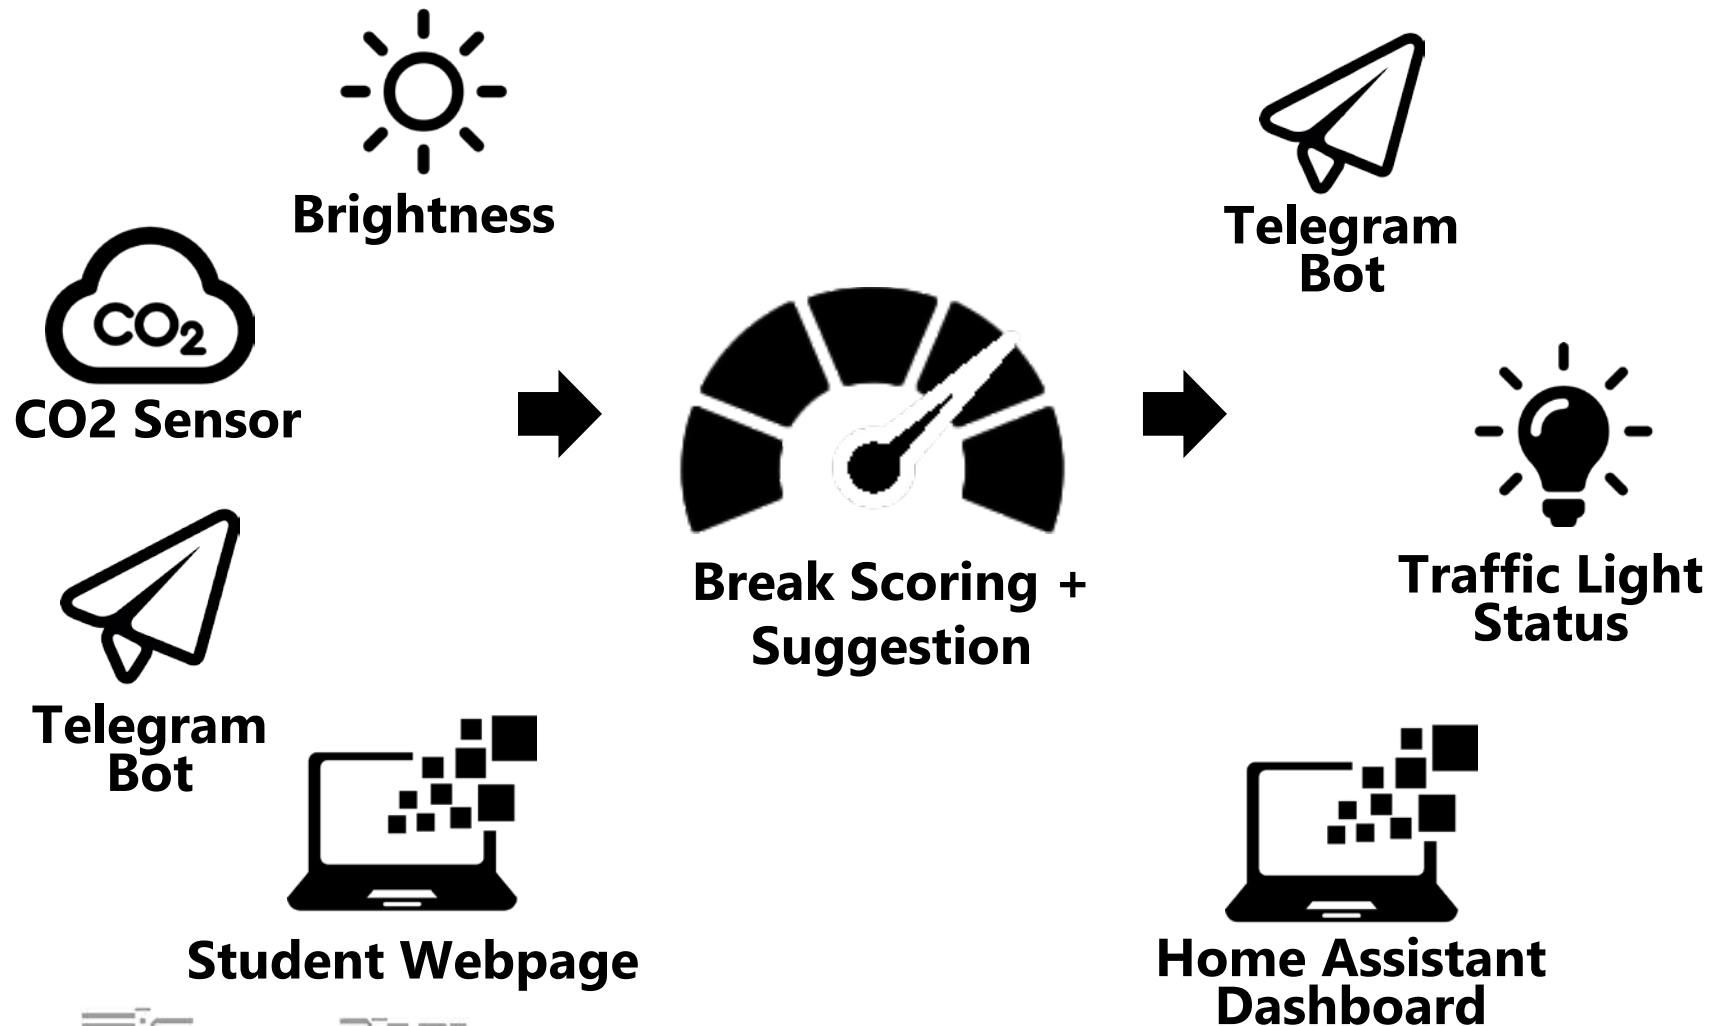 Brightness
CO2
CO2 Sensor
Telegram
Bot
Student Webpage
Break Scoring +
Suggestion
Telegram
Bot
Traffic Light
Status
Home Assistant
Dashboard